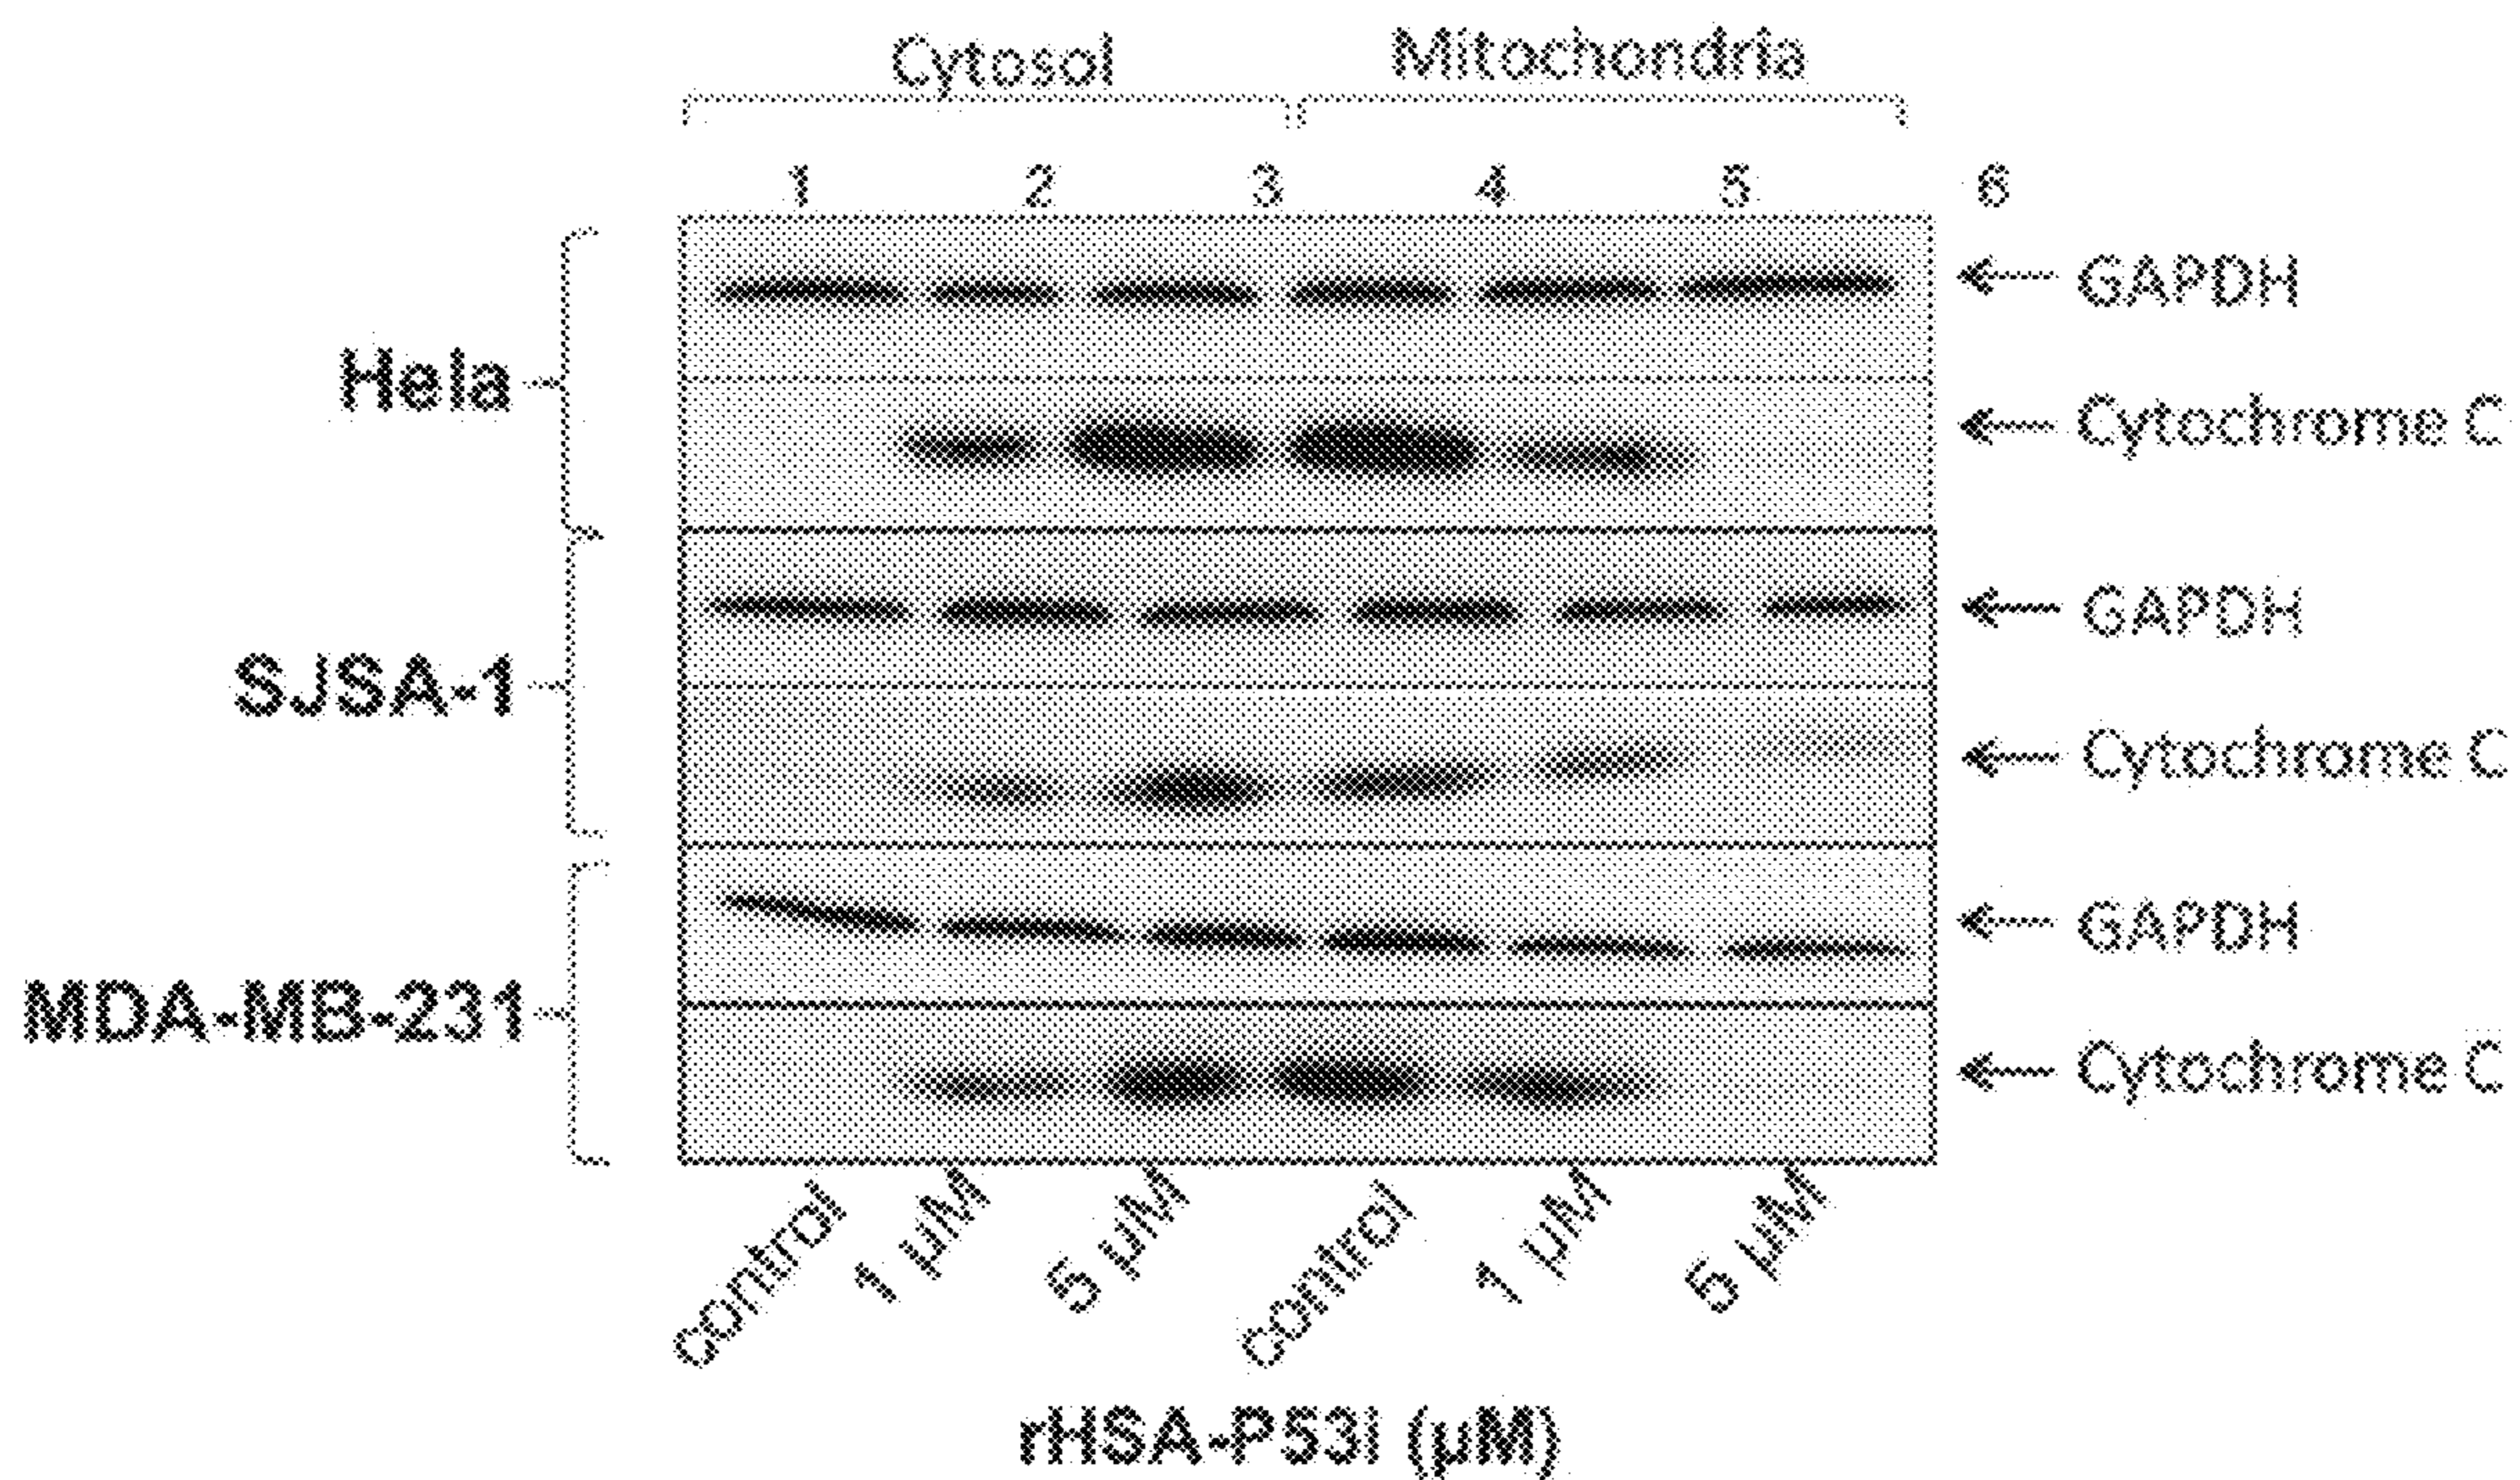 Cytosol Mitochondria
1 2 3 4 5 6
GAPDH
Hela
Cytochrome C
GAPDH
SJSA-1
Cytochrome C
GAPDH
MDA-MB-231
Cytochrome C
control 1 µM 5 µM control 1 µM 5 µM
rHSA-P53i (µM)